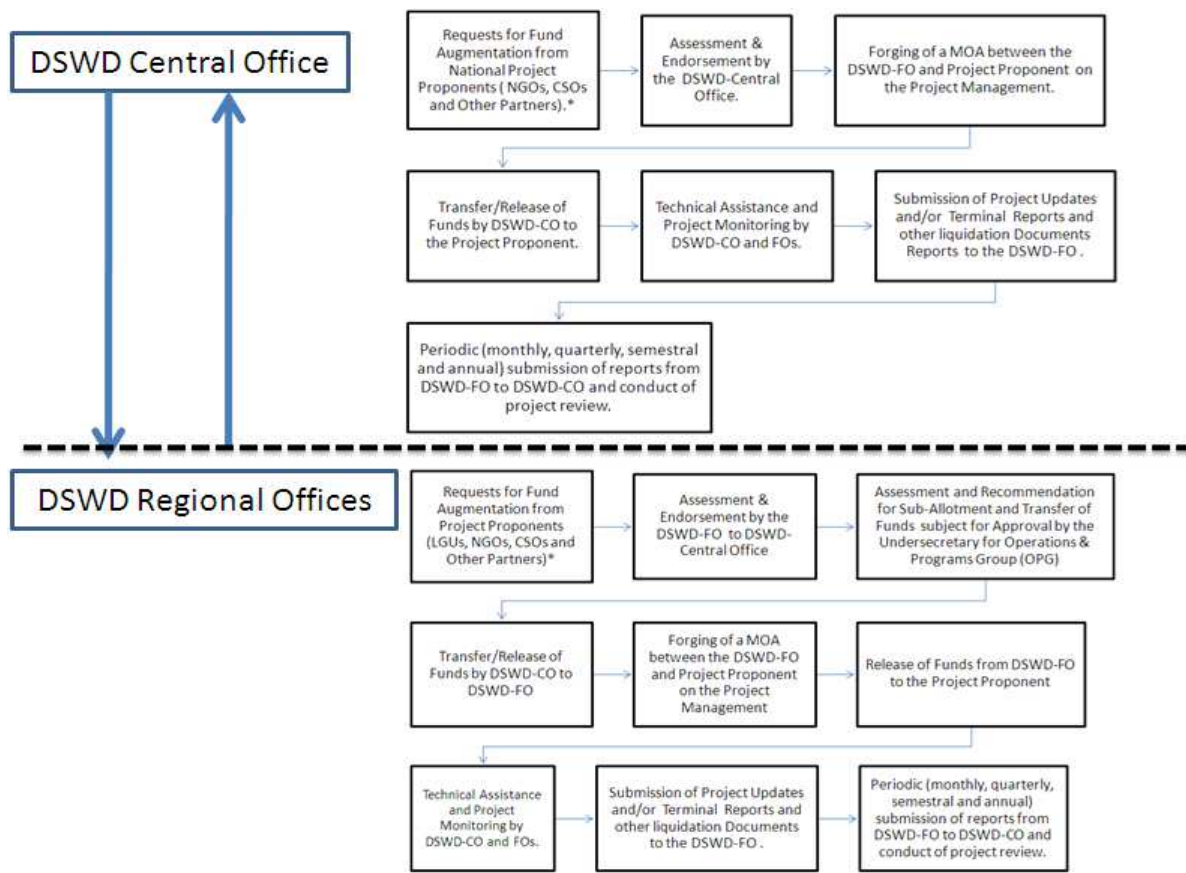 DSWD Central Office
Requests for Fund
Augmentation from
National Project
Proponents ( NGOs, CSOs
and Other Partners).*
Assessment &
Endorsement by
the DSWD-Central
Office.
Forging of a MOA between the
DSWD-FO and Project Proponent on
the Project Management.
Transfer/Release of
Funds by DSWD-CO to
the Project Proponent.
Technical Assistance and
Project Monitoring by
DSWD-CO and FOs.
Submission of Project Updates
and/or Terminal Reports and
other liquidation Documents
Reports to the DSWD-FO .
Periodic (monthly, quarterly, semestral
and annual) submission of reports from
DSWD-FO to DSWD-CO and conduct of
project review.
DSWD Regional Offices
Requests for Fund
Augmentation from
Project Proponents
(LGUs, NGOs, CSOs and
Other Partners)*
Assessment &
Endorsement by the
DSWD-FO to DSWD-
Central Office
Assessment and Recommendation
for Sub-Allotment and Transfer of
Funds subject for Approval by the
Undersecretary for Operations &
Programs Group (OPG)
Transfer/Release of
Funds by DSWD-CO to
DSWD-FO
Forging of a MOA
between the DSWD-FO
and Project Proponent
on the Project
Management
Release of Funds from DSWD-FO
to the Project Proponent
Technical Assistance
and Project
Monitoring by
DSWD-CO and FOs.
Submission of Project Updates
and/or Terminal Reports and
other liquidation Documents
to the DSWD-FO .
Periodic (monthly, quarterly,
semestral and annual)
submission of reports from
DSWD-FO to DSWD-CO and
conduct of project review.